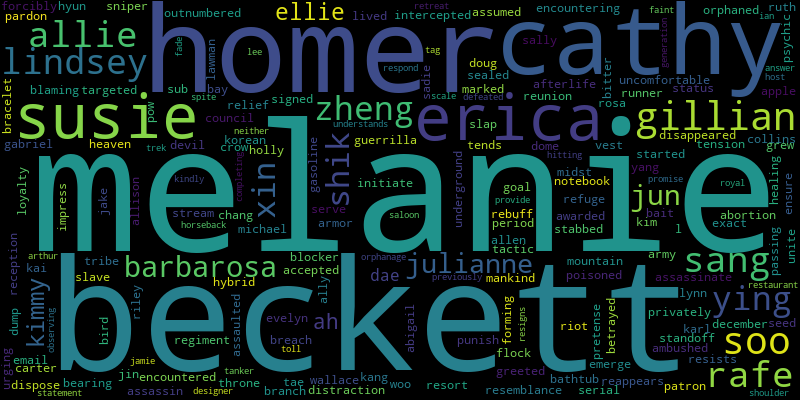 forcibly hyun sniper
pardon
outnumbered
ellie
lived intercepted assumed
encountering
orphaned
ruth
psychic
ian
retreat
faint
homer
cathy
allie
lindsey
lawman
fade
lee
respond
tag
sadie
doug
sealed
marked
sally
afterlife
reunion
bitter
generation
uncomfortable
runner
status
answer
host
apple
blaming targeted
sub
bay
signed
zheng
scale
defeated
slap
rosa
bracelet
susie
pow
spite
relief
council
erica
gillian
disappeared
collins
gabriel
heaven
devil
neither
korean
crow
holly
understands
guerrilla
tends
dome
vest
started
tension
grew
trek
loyalty
impress
jake
allison
kindly
completing
xin
gasoline
shik
initiate
underground
hitting
goal
midst
notebook
yang
promise
royal
healing
ensure
melanie
stream
chang
serve
armor
provide
rebuff
period
refuge
awarded
jun
bait
kim
l
abortion
exact
passing
unite
saloon
horseback
michael
allen
tactic
stabbed
army
reception
arthur
kai
tribe
barbarosa
blocker
accepted
orphanage
previously
dae
julianne
mankind
mountain
poisoned
sang
assassinate
restaurant
slave
hybrid
ally
lynn
ying
kimmy
observing
dump
bird
riley
assaulted
evelyn
ah
abigail
forming
resigns
riot
pretense
betrayed
privately
karl
december
seed
beckett
regiment
breach
toll
punish
standoff
ambushed
soo
email
jamie
flock
emerge
resists
urging
carter
jin
encountered
tanker
wallace
kang
greeted
bathtub
reappears
patron
rafe
dispose
bearing
throne
tae
woo
resort
resemblance
serial
statement
assassin
designer
branch
distraction
shoulder